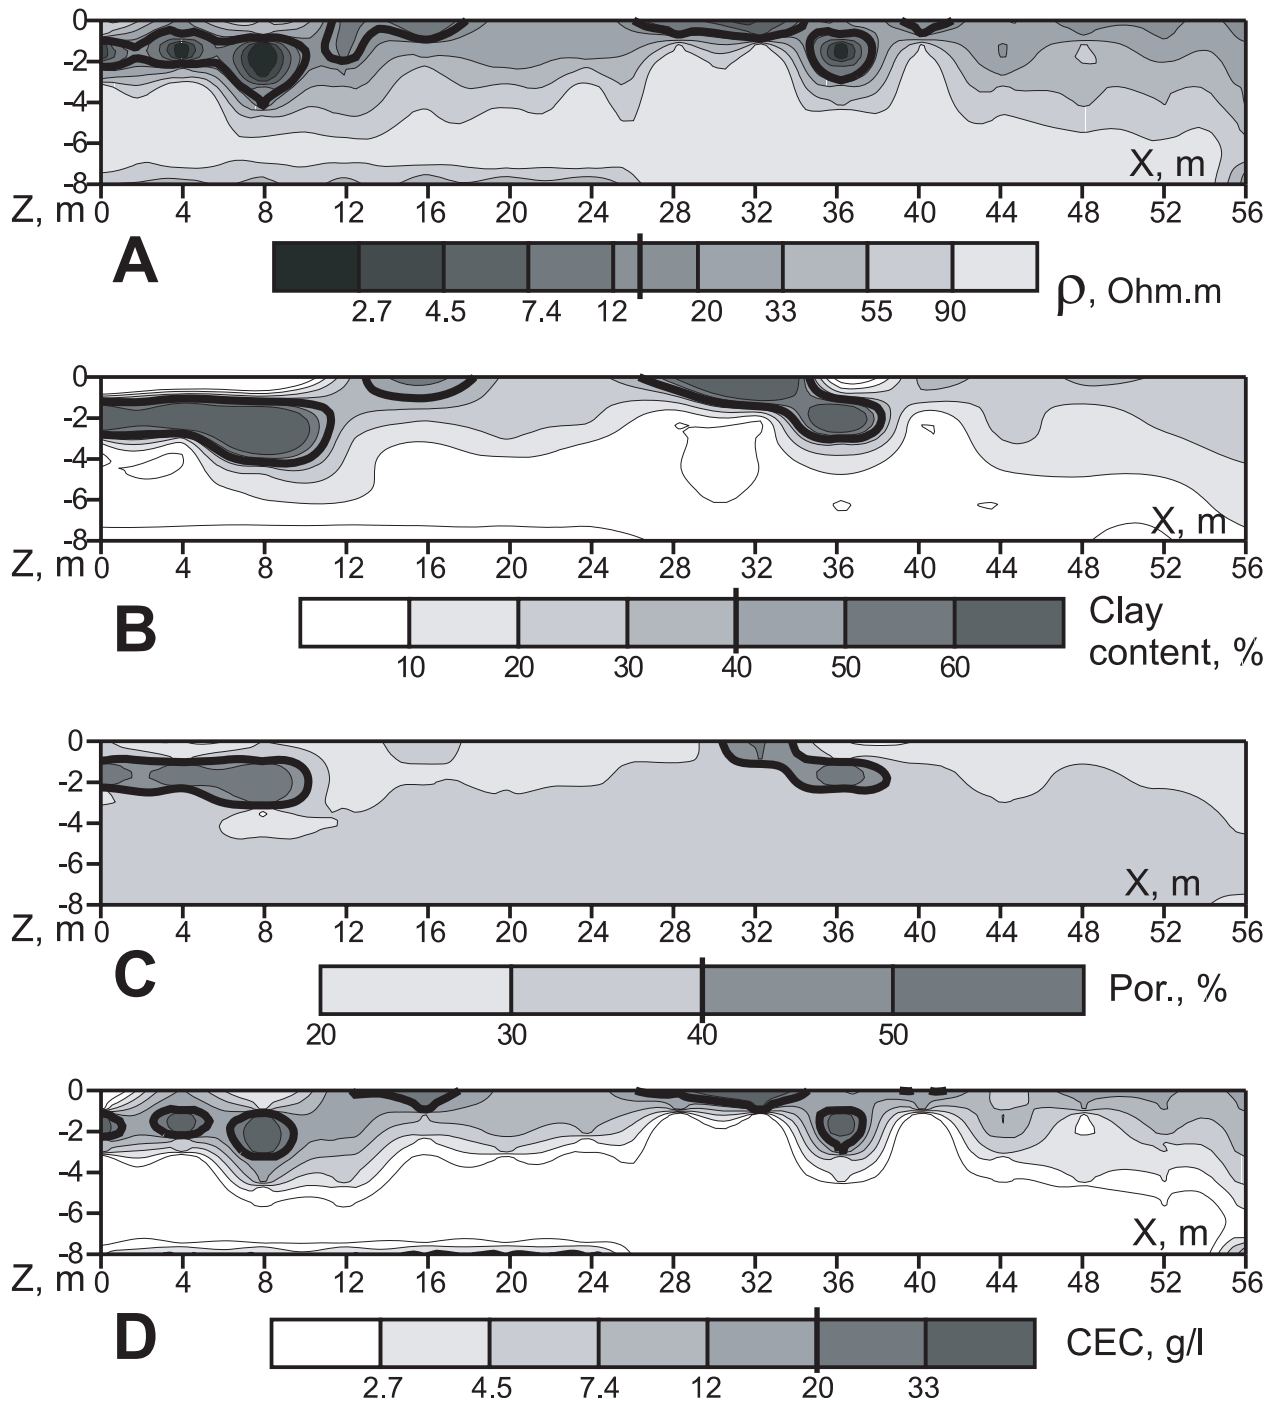 0
-2
-4
-6
-8
X, m
Z, m 0 4 8 12 16 20 24 28 32 36 40 44 48 52 56
A
2.7 4.5 7.4 12 20 33 55 90
ρ, Ohm.m
0
-2
-4
-6
-8
X, m
Z, m 0 4 8 12 16 20 24 28 32 36 40 44 48 52 56
B
10 20 30 40 50 60
Clay
content, %
0
-2
-4
-6
-8
X, m
Z, m 0 4 8 12 16 20 24 28 32 36 40 44 48 52 56
C
20 30 40 50
Por., %
0
-2
-4
-6
-8
X, m
Z, m 0 4 8 12 16 20 24 28 32 36 40 44 48 52 56
D
2.7 4.5 7.4 12 20 33
CEC, g/l